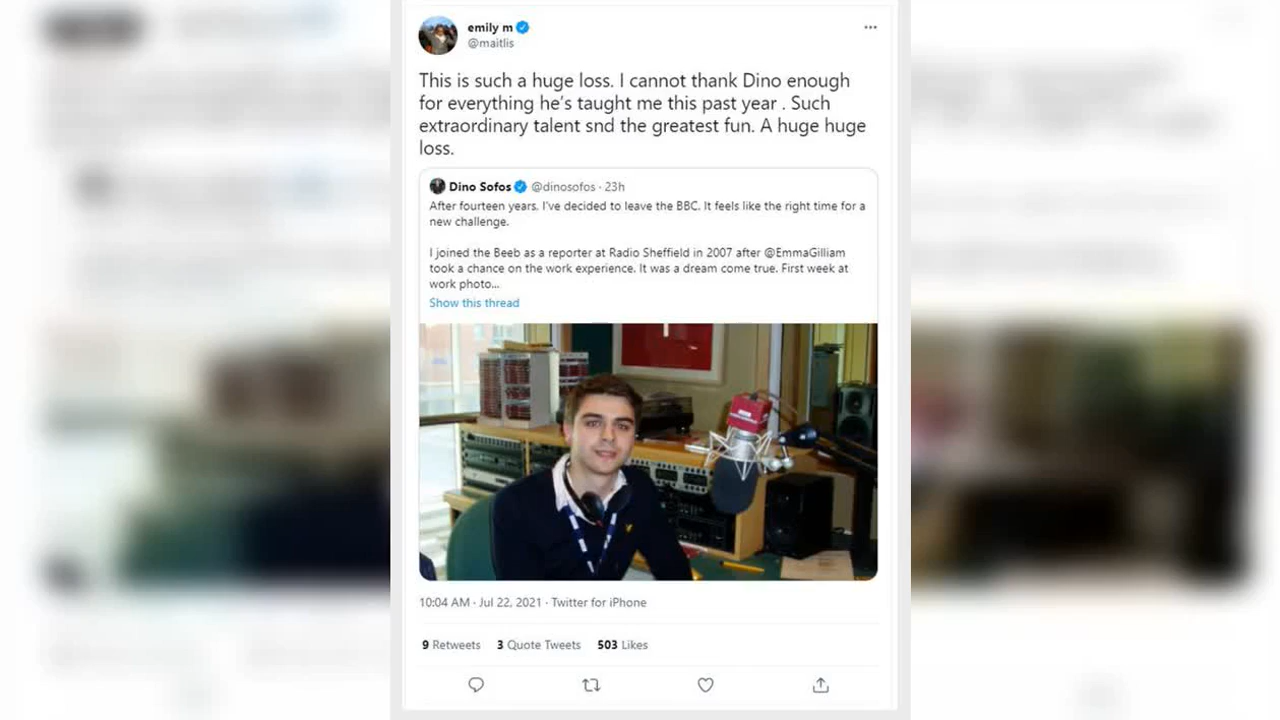 emily m
@maitlis
This is such a huge loss. I cannot thank Dino enough
for everything he's taught me this past year . Such
extraordinary talent snd the greatest fun. A huge huge
loss.
Dino Sofos @dinosofos · 23h
After fourteen years, I've decided to leave the BBC. It feels like the right time for a
new challenge.
I joined the Beeb as a reporter at Radio Sheffield in 2007 after @EmmaGilliam
took a chance on the work experience. It was a dream come true. First week at
work photo...
Show this thread
10:04 AM · Jul 22, 2021 · Twitter for iPhone
9 Retweets 3 Quote Tweets 503 Likes